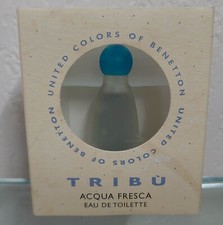 UNITED COLORS OF BENETTON
UNITED COLORS OF BENETTON
TRIBÙ
ACQUA FRESCA
EAU DE TOILETTE